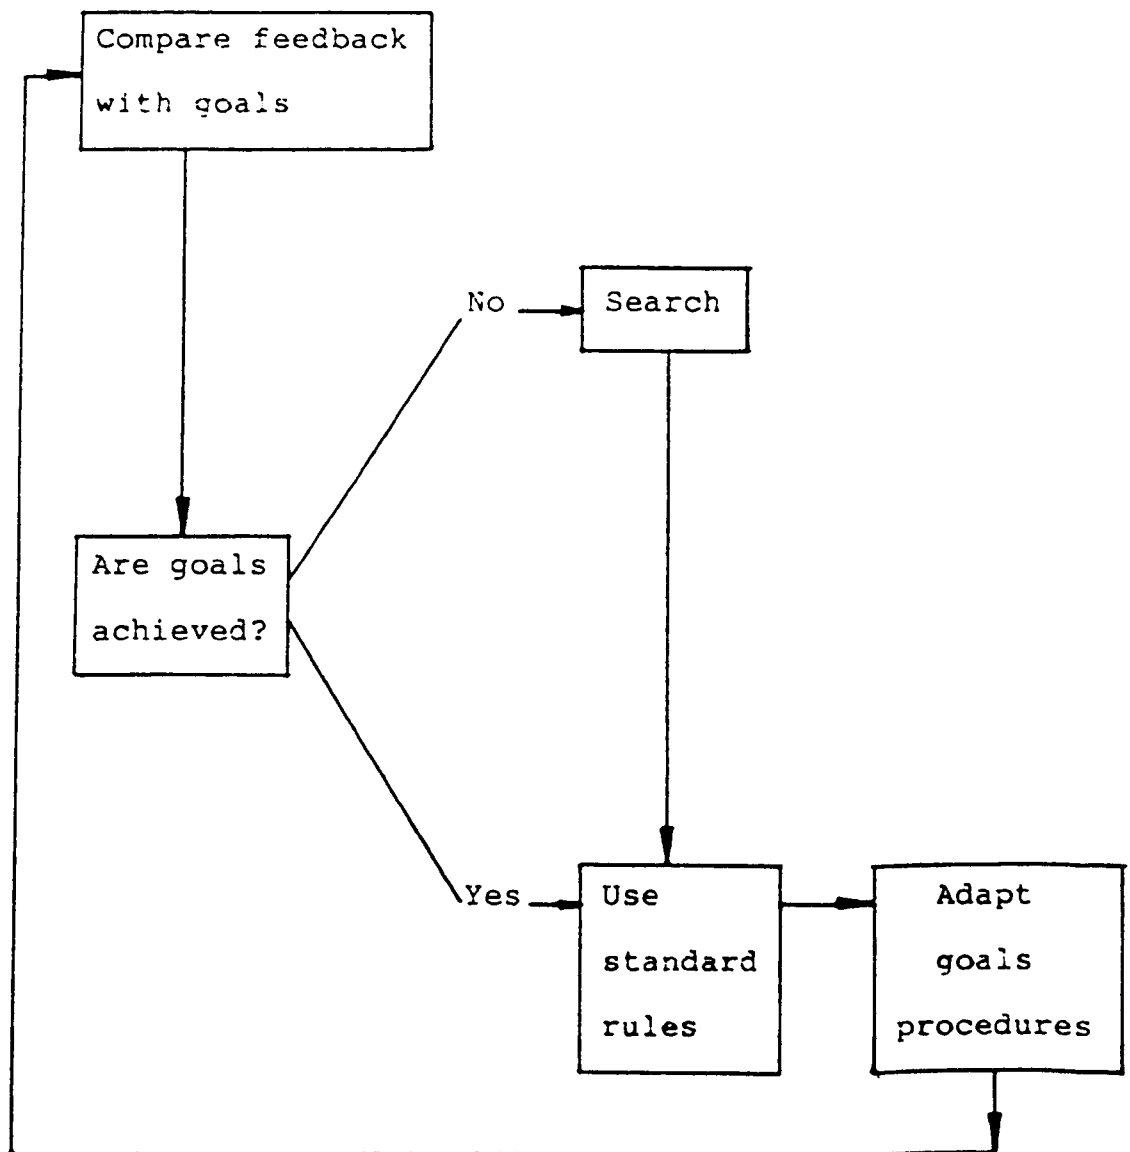 Compare feedback
with goals
No
Search
Are goals
achieved?
Yes
Use
standard
rules
Adapt
goals
procedures